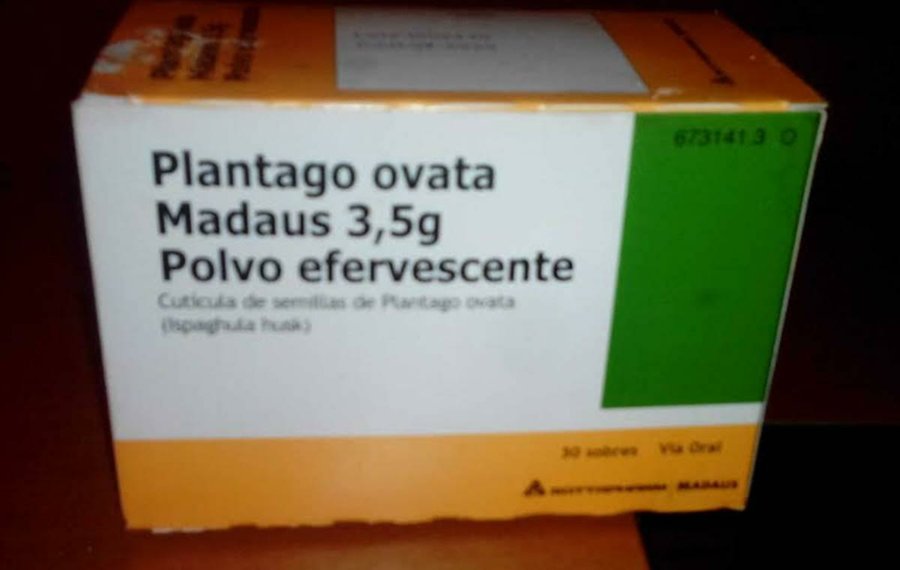 673141.3 O
Plantago ovata
Madaus 3,5g
Polvo efervescente
Cutícula de semillas de Plantago ovata
(Ispaghula husk)
30 sobres Vía Oral
ROTTAPHARM MADAUS